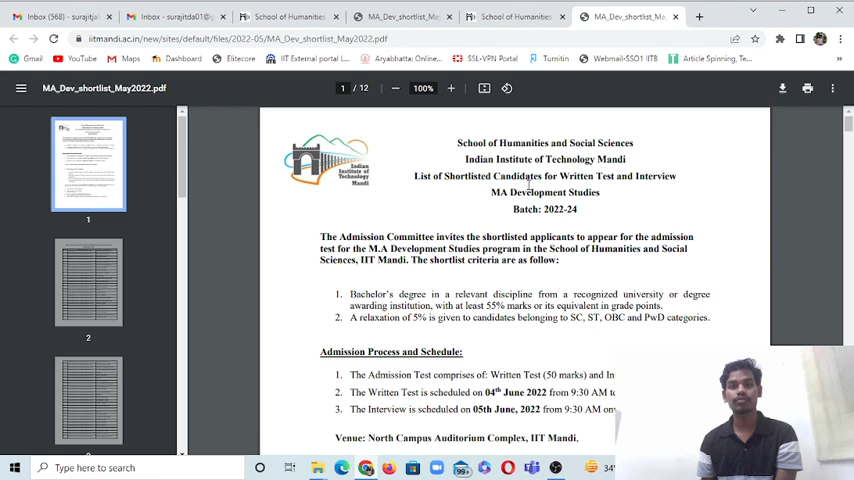 Inbox (568) - surajitjal
Inbox - surajitda01@g
School of Humanities
MA_Dev_shortlist_May2022
School of Humanities
MA_Dev_shortlist_May
iitmandi.ac.in/new/sites/default/files/2022-05/MA_Dev_shortlist_May2022.pdf
Gmail YouTube Maps Dashboard Elitecore IIT External portal l... Aryabhatta: Online... SSL-VPN Portal Turnitin Webmail-SS0 IITB Article Spinning, Te...
MA_Dev_shortlist_May2022.pdf
1 / 12
100%
1
2
School of Humanities and Social Sciences
Indian Institute of Technology Mandi
List of Shortlisted Candidates for Written Test and Interview
MA Development Studies
Batch: 2022-24
Indian
Institute of
Technology
Mandi
The Admission Committee invites the shortlisted applicants to appear for the admission
test for the M.A Development Studies program in the School of Humanities and Social
Sciences, IIT Mandi. The shortlist criteria are as follow:
1. Bachelor's degree in a relevant discipline from a recognized university or degree
awarding institution, with at least 55% marks or its equivalent in grade points.
2. A relaxation of 5% is given to candidates belonging to SC, ST, OBC and PwD categories.
Admission Process and Schedule:
1. The Admission Test comprises of: Written Test (50 marks) and In
2. The Written Test is scheduled on 04th June 2022 from 9:30 AM to
3. The Interview is scheduled on 05th June, 2022 from 9:30 AM on
Venue: North Campus Auditorium Complex, IIT Mandi,
Type here to search
99+
34°